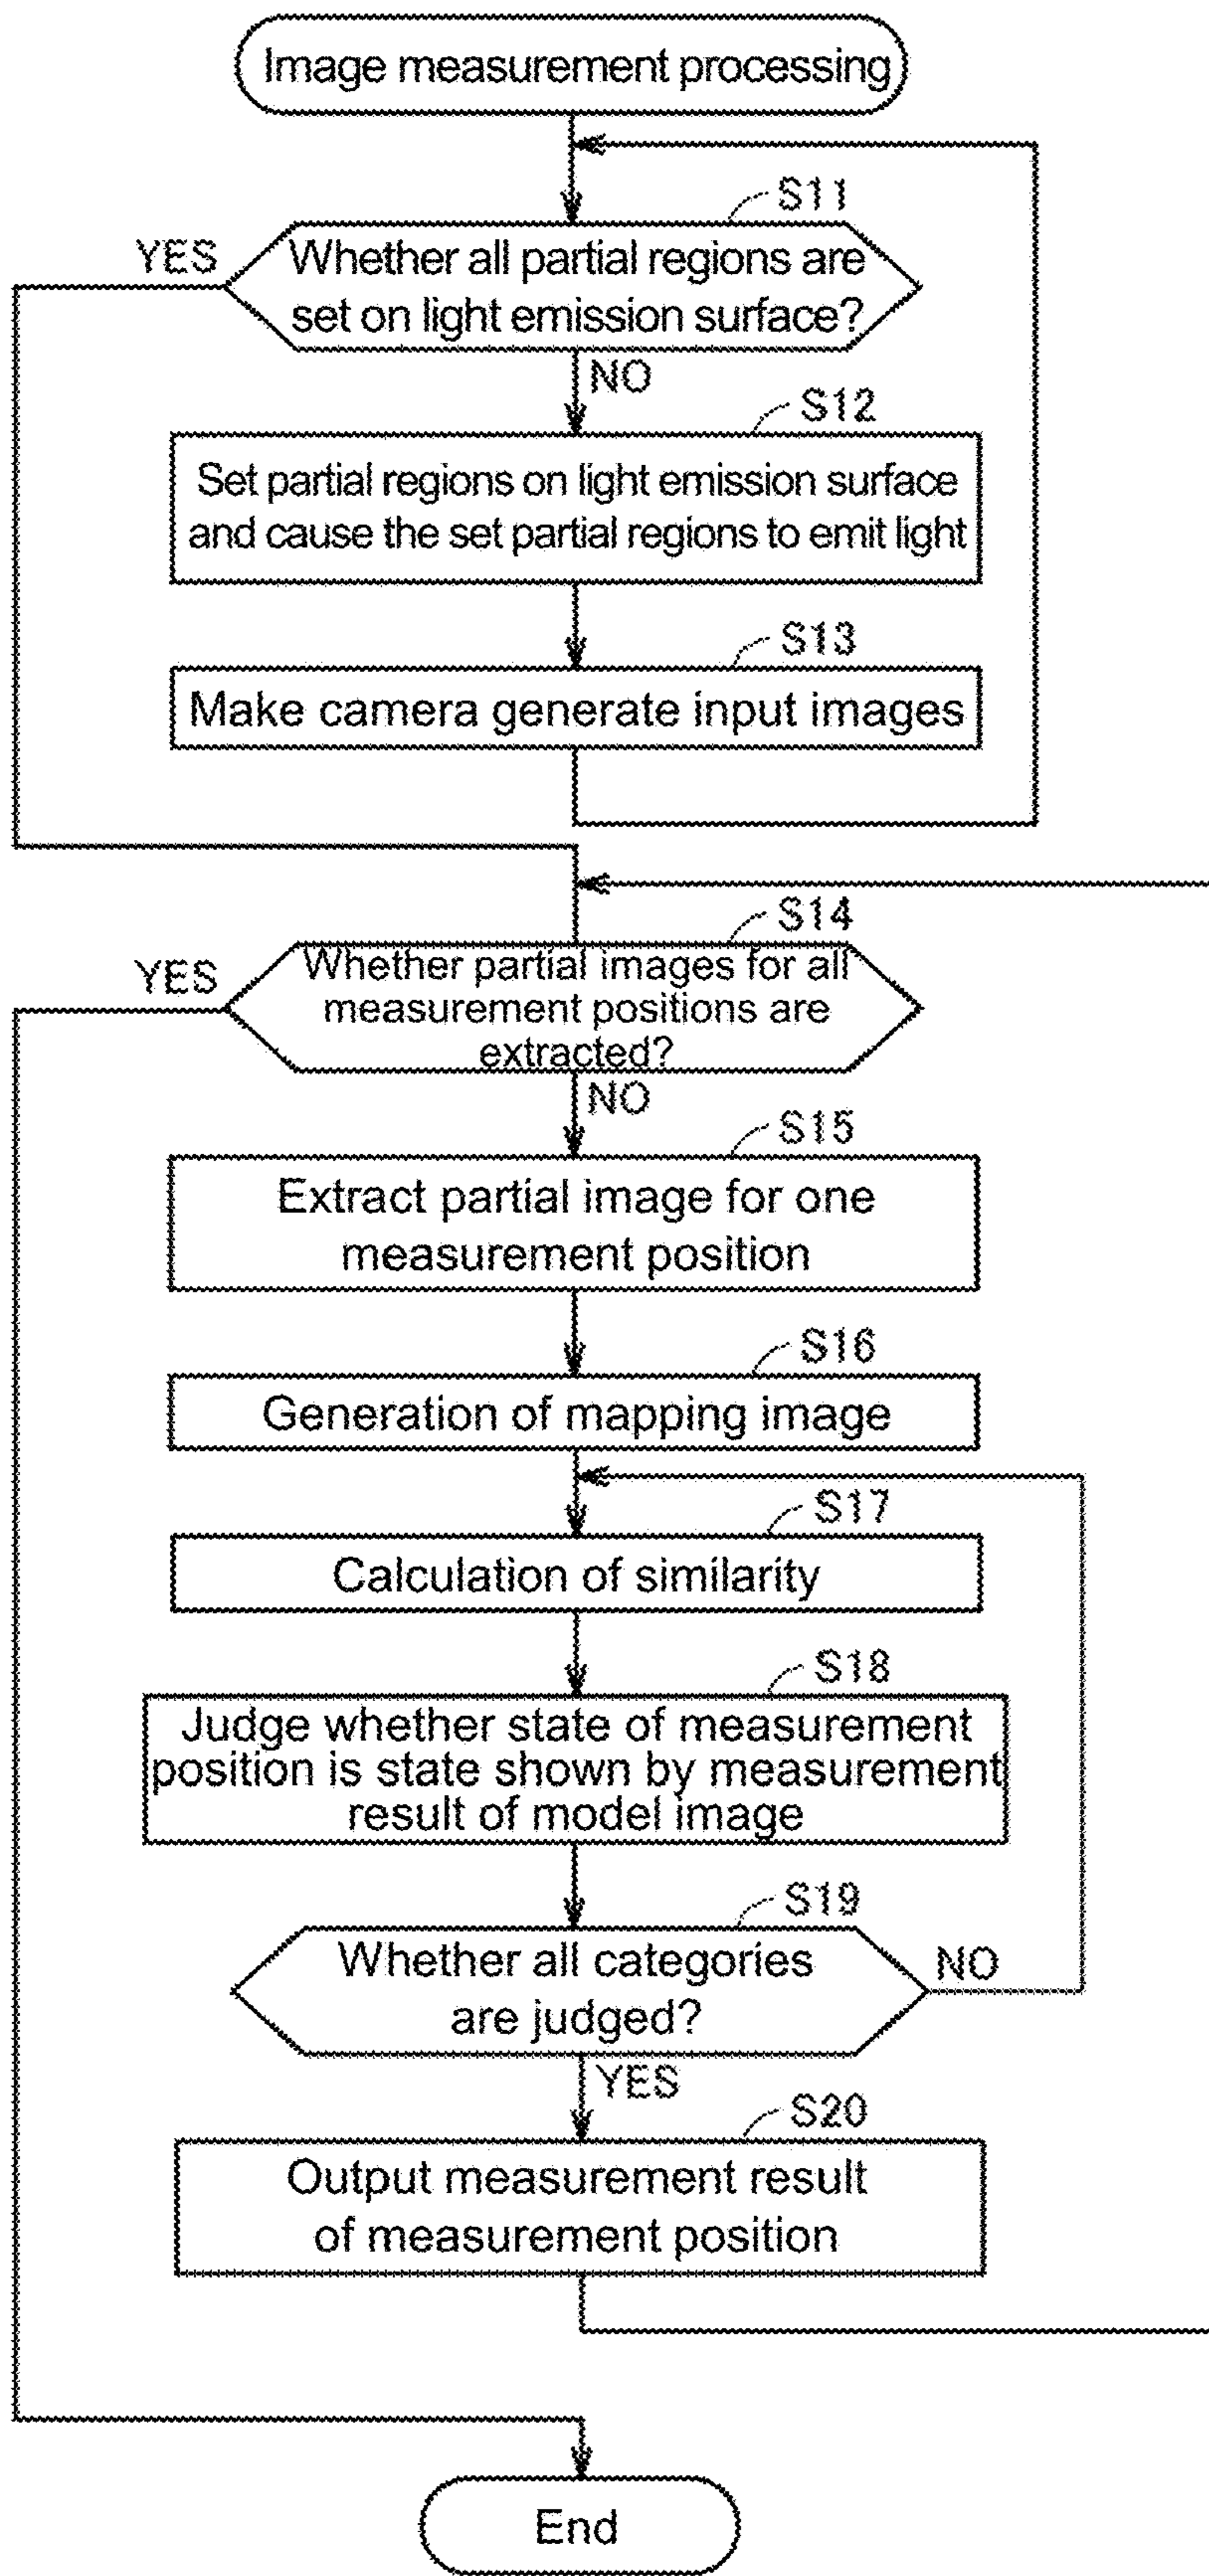 Image measurement processing
S11
YES
Whether all partial regions are
set on light emission surface?
NO
S12
Set partial regions on light emission surface
and cause the set partial regions to emit light
S13
Make camera generate input images
S14
YES
Whether partial images for all
measurement positions are
extracted?
NO
S15
Extract partial image for one
measurement position
S16
Generation of mapping image
S17
Calculation of similarity
S18
Judge whether state of measurement
position is state shown by measurement
result of model image
S19
Whether all categories
are judged?
NO
YES
S20
Output measurement result
of measurement position
End